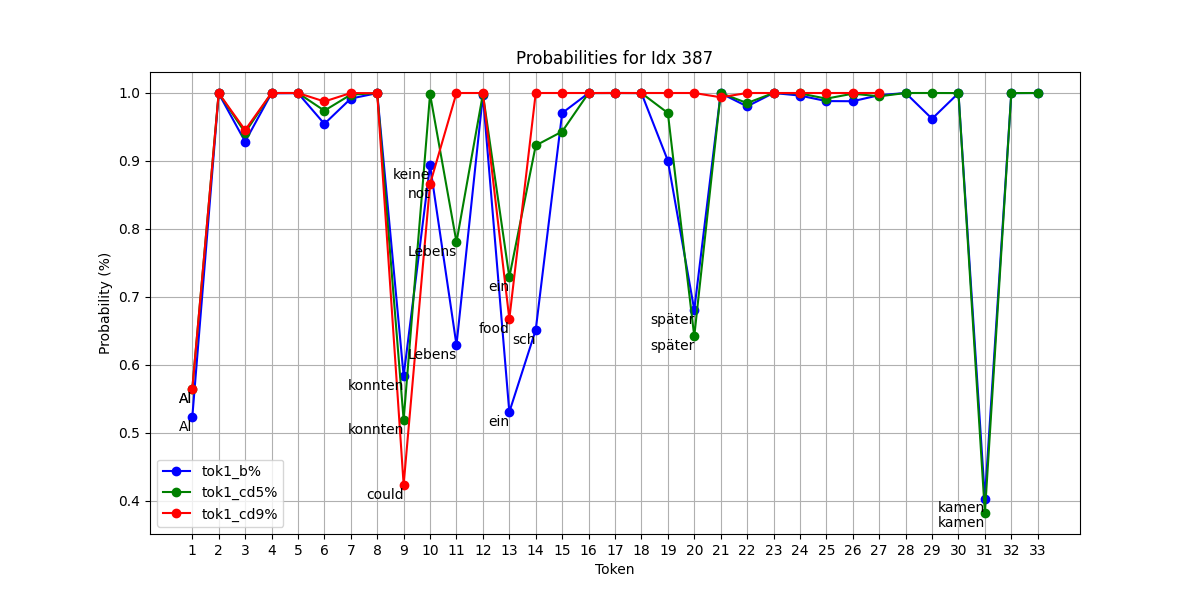 Probabilities for Idx 387
Probability (%)
1.0
0.9
0.8
0.7
0.6
0.5
0.4
Al
Al
konnten
konnten
could
keine
not
Lebens
Lebens
ein
food
sch
ein
später
später
kamen
kamen
tok1_b%
tok1_cd5%
tok1_cd9%
1 2 3 4 5 6 7 8 9 10 11 12 13 14 15 16 17 18 19 20 21 22 23 24 25 26 27 28 29 30 31 32 33
Token